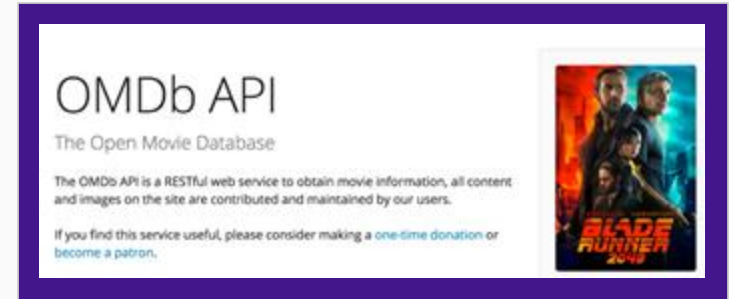 OMDb API
The Open Movie Database
The OMDb API is a RESTful web service to obtain movie information, all content
and images on the site are contributed and maintained by our users.
If you find this service useful, please consider making a one-time donation or
become a patron.
BLADE
RUNNER
2049